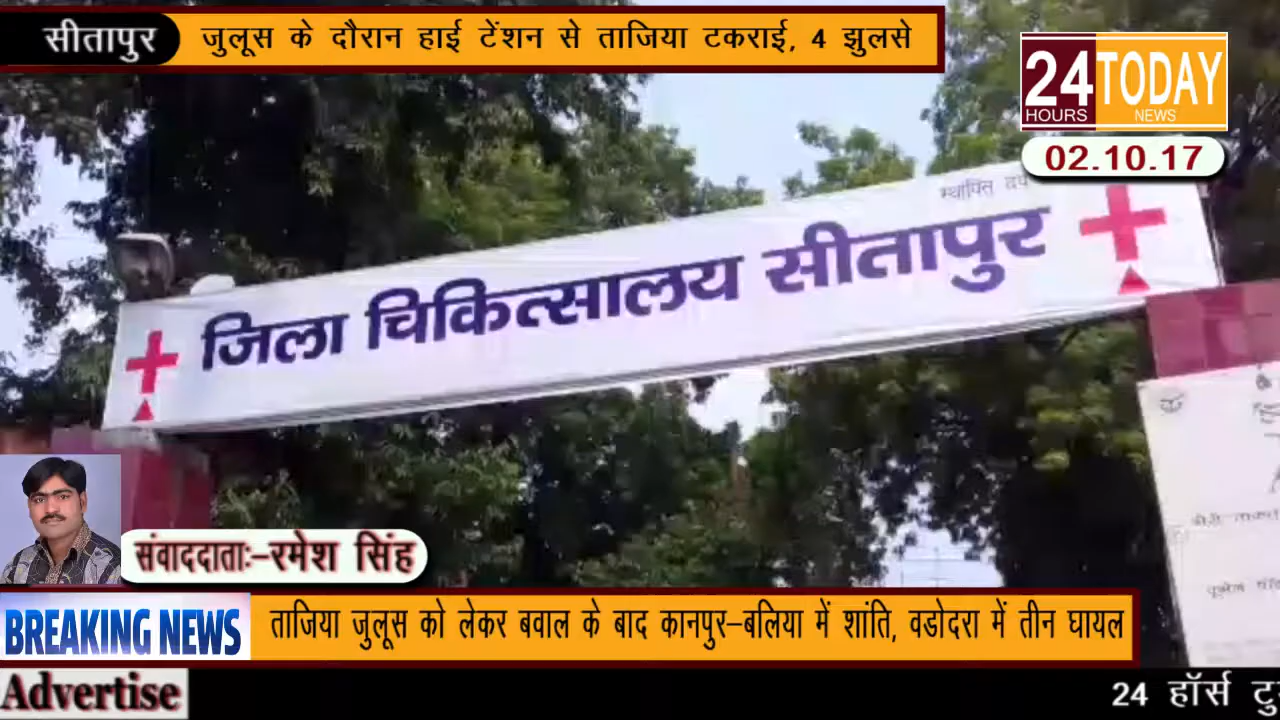 सीतापुर जुलूस के दौरान हाई टेंशन से ताजिया टकराई, 4 झुलसे
24 HOURS TODAY NEWS
02.10.17
जिला चिकित्सालय सीतापुर
संवाददाताः-रमेश सिंह
BREAKING NEWS ताजिया जुलूस को लेकर बवाल के बाद कानपुर-बलिया में शांति, वडोदरा में तीन घायल
Advertise 24 हॉर्स